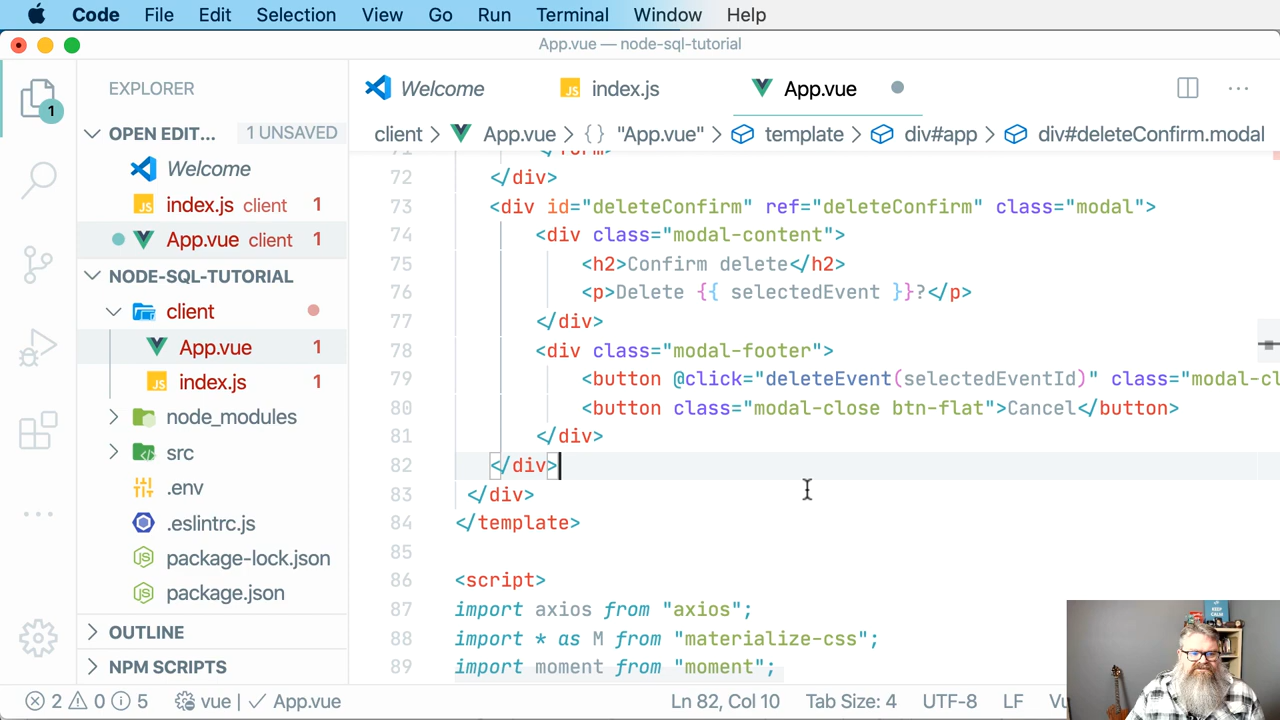 Code File Edit Selection View Go Run Terminal Window Help
App.vue — node-sql-tutorial
EXPLORER
Welcome
index.js
App.vue
OPEN EDIT... 1 UNSAVED
client > App.vue > {} "App.vue" > template > div#app > div#deleteConfirm.modal
Welcome
index.js client 1
App.vue client 1
NODE-SQL-TUTORIAL
client
App.vue 1
index.js 1
node_modules
src
.env
.eslintrc.js
package-lock.json
package.json
OUTLINE
NPM SCRIPTS
71 </form>
72 </div>
73 <div id="deleteConfirm" ref="deleteConfirm" class="modal">
74 <div class="modal-content">
75 <h2>Confirm delete</h2>
76 <p>Delete {{ selectedEvent }}?</p>
77 </div>
78 <div class="modal-footer">
79 <button @click="deleteEvent(selectedEventId)" class="modal-cl
80 <button class="modal-close btn-flat">Cancel</button>
81 </div>
82 </div>
83 </div>
84 </template>
85
86 <script>
87 import axios from "axios";
88 import * as M from "materialize-css";
89 import moment from "moment";
2 0 5 vue | App.vue
Ln 82, Col 10 Tab Size: 4 UTF-8 LF Vu
1